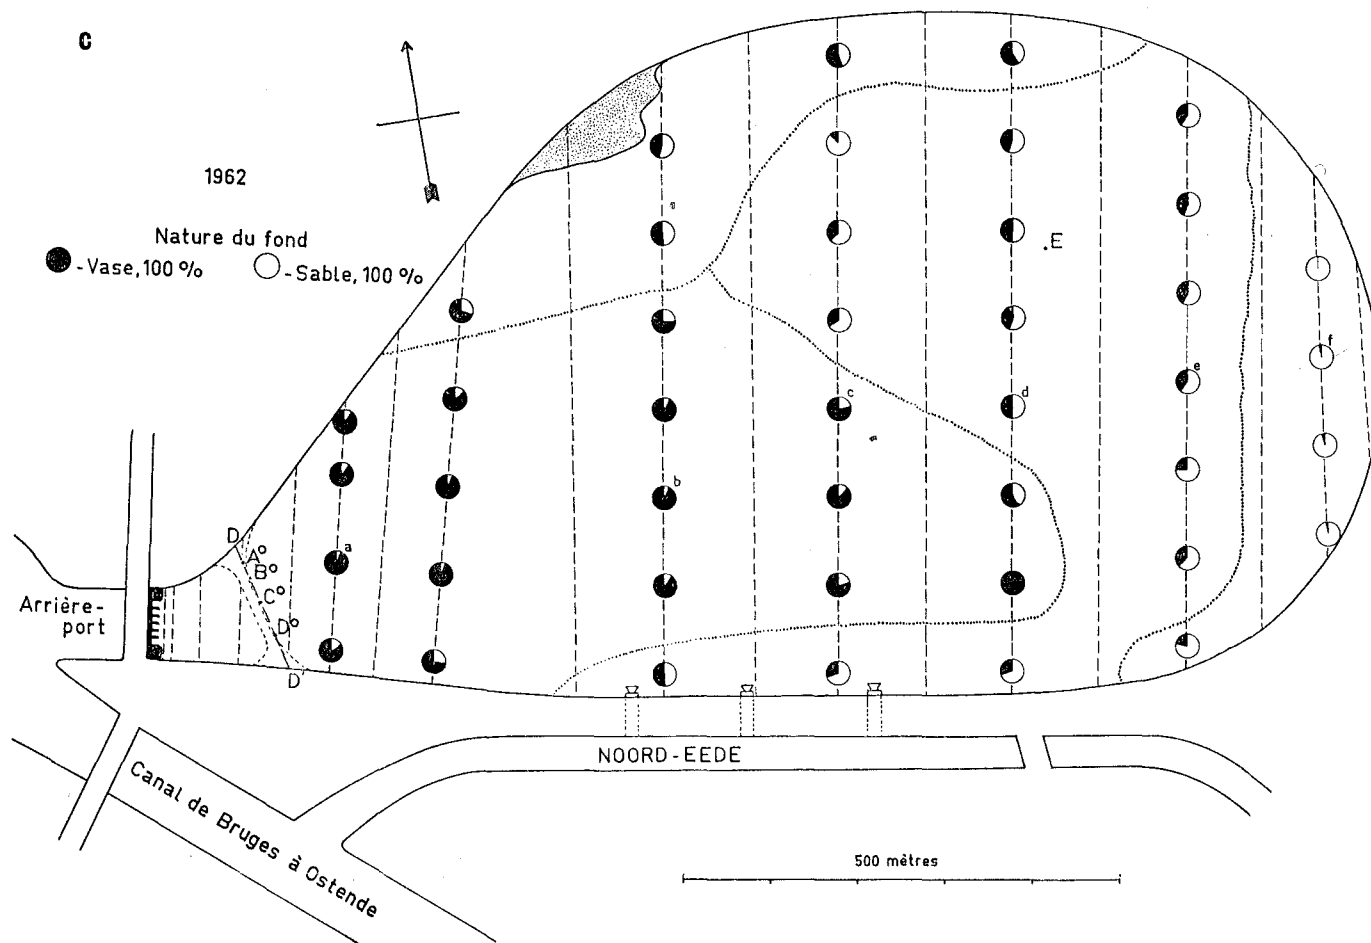 C
1962
Nature du fond
-Vase, 100 %
-Sable, 100 %
E
f
e
d
c
b
a
D
A°
B°
C°
D°
D
Arrière-
port
NOORD-EEDE
Canal de Bruges à Ostende
500 mètres